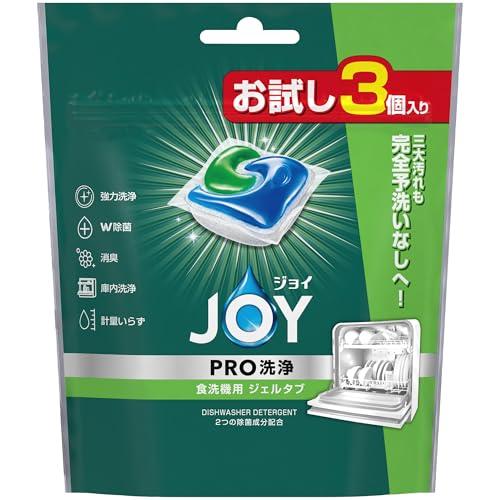 お試し3個入り
三大汚れも
完全予洗いなしへ!
強力洗浄
W除菌
消臭
庫内洗浄
計量いらず
ジョイ
JOY
PRO洗浄
食洗機用 ジェルタブ
DISHWASHER DETERGENT
2つの除菌成分配合